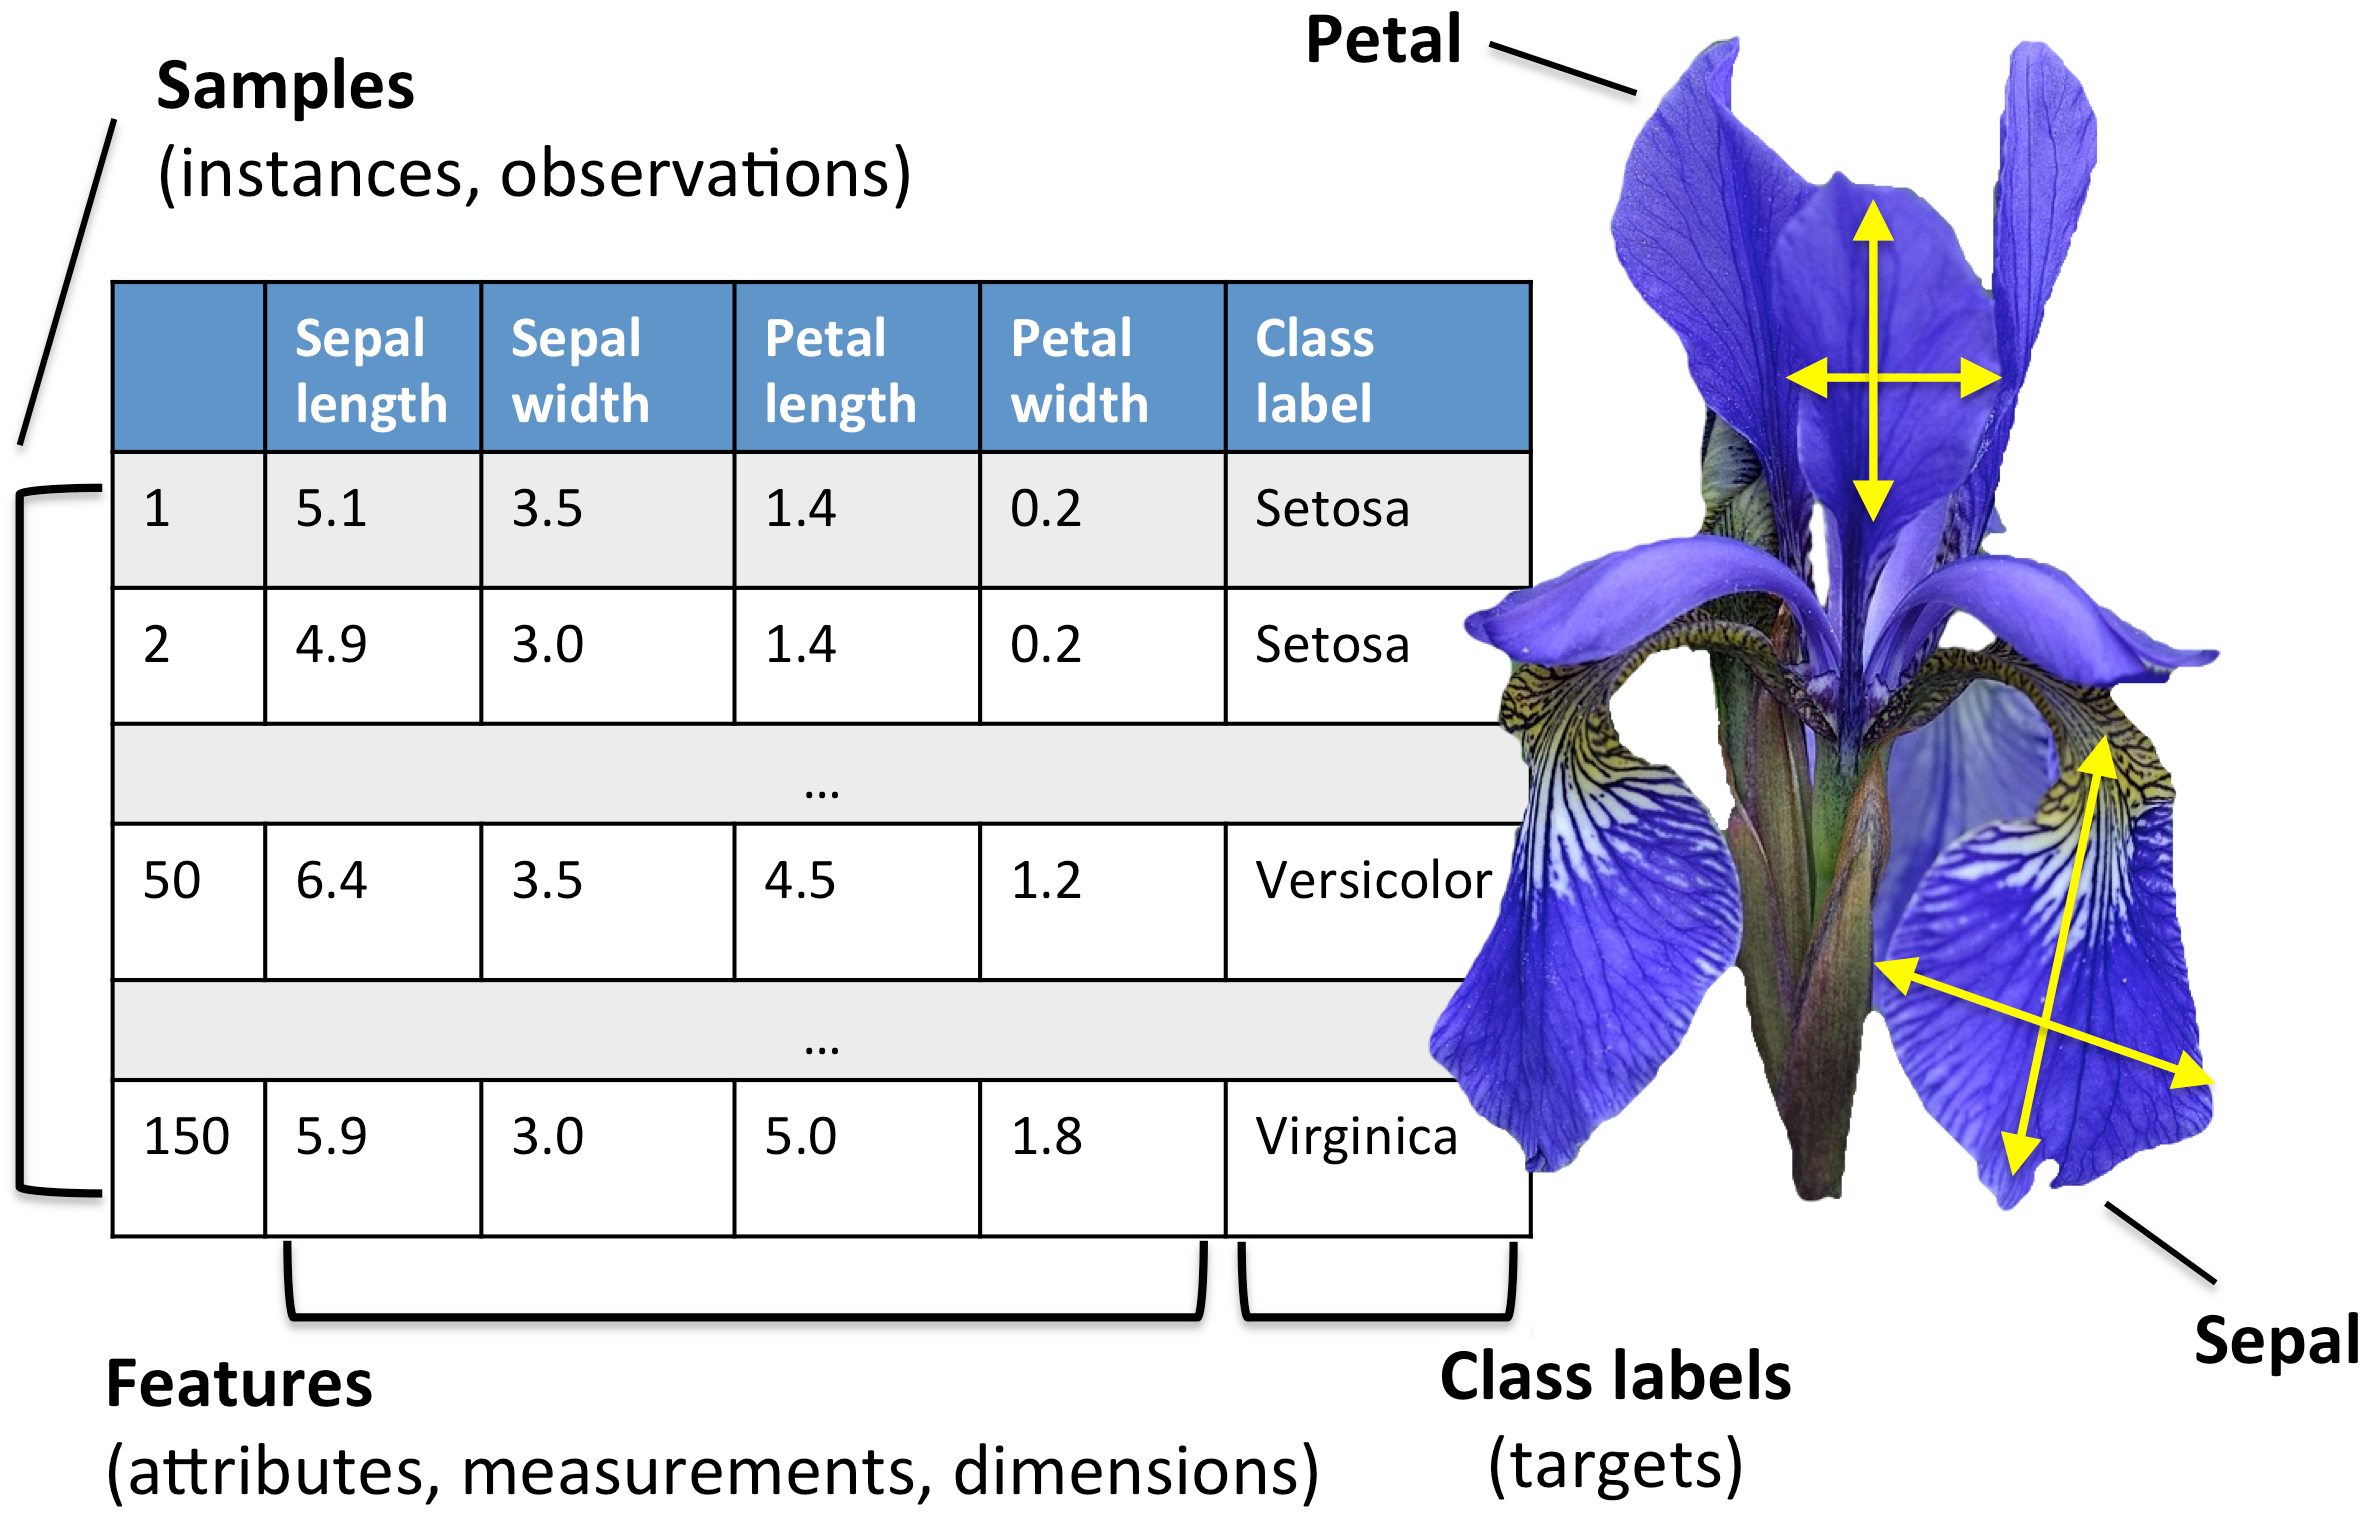 Petal
Samples
(instances, observations)
Sepal length
Sepal width
Petal length
Petal width
Class label
1 5.1 3.5 1.4 0.2 Setosa
2 4.9 3.0 1.4 0.2 Setosa
...
50 6.4 3.5 4.5 1.2 Versicolor
...
150 5.9 3.0 5.0 1.8 Virginica
Sepal
Features
(attributes, measurements, dimensions)
Class labels
(targets)